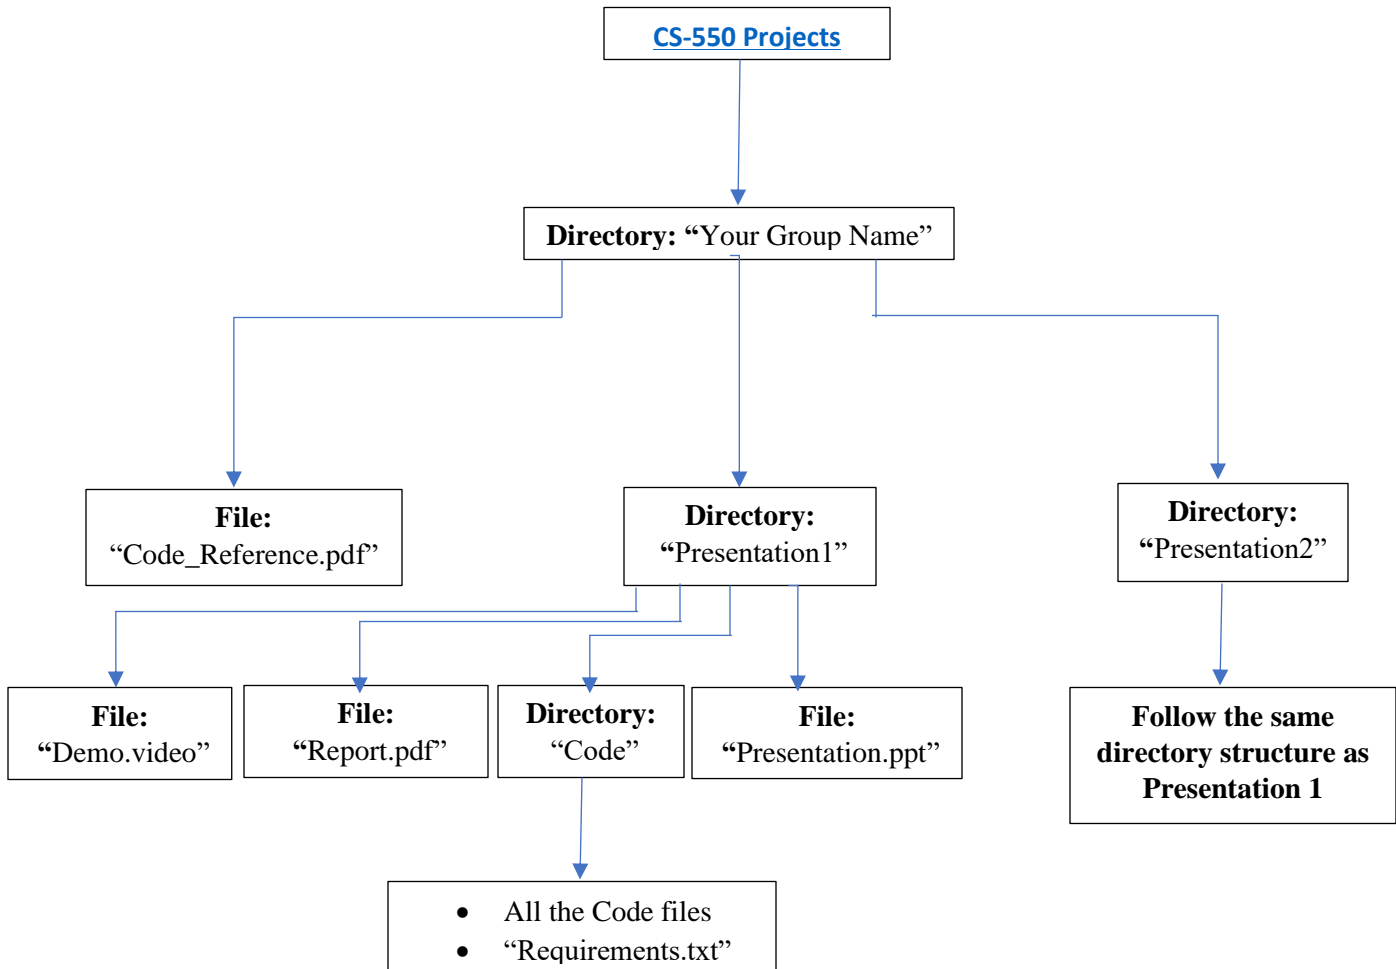 CS-550 Projects
Directory: “Your Group Name”
File:
“Code_Reference.pdf”
Directory:
“Presentation1”
Directory:
“Presentation2”
File:
“Demo.video”
File:
“Report.pdf”
Directory:
“Code”
File:
“Presentation.ppt”
Follow the same
directory structure as
Presentation 1
• All the Code files
• “Requirements.txt”